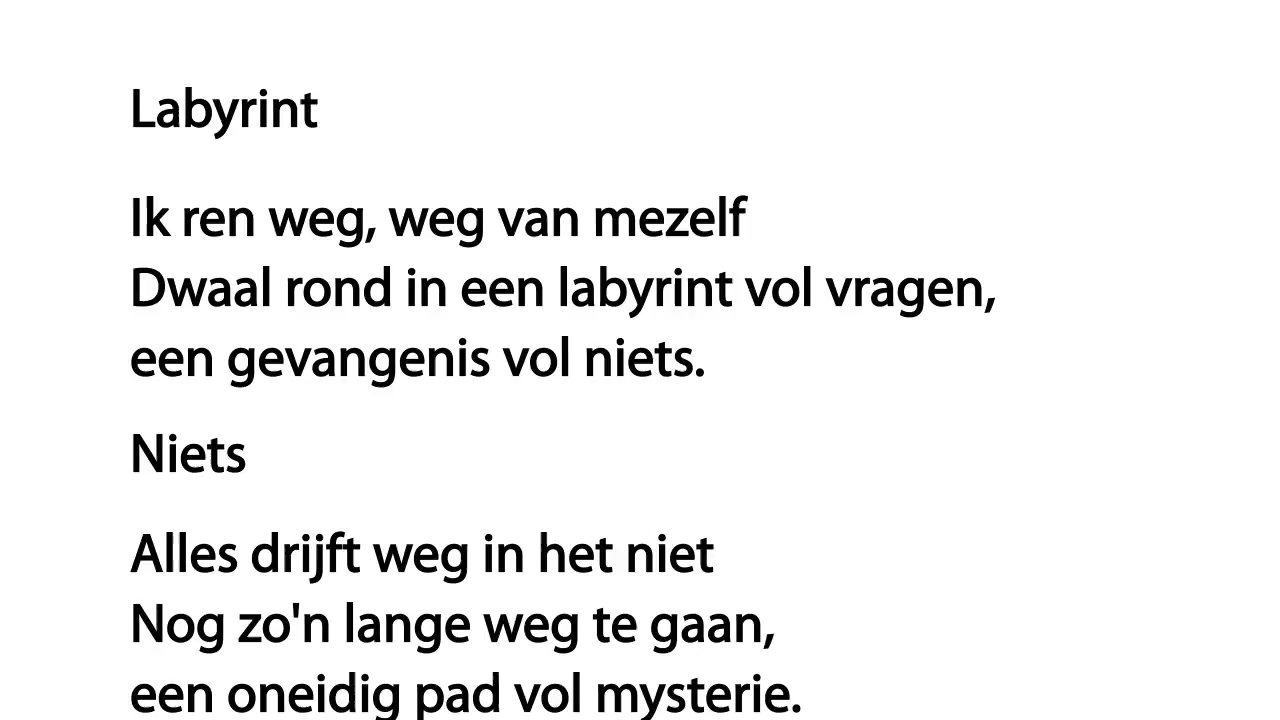 Labyrint
Ik ren weg, weg van mezelf
Dwaal rond in een labyrint vol vragen,
een gevangenis vol niets.
Niets
Alles drijft weg in het niet
Nog zo'n lange weg te gaan,
een oneidig pad vol mysterie.